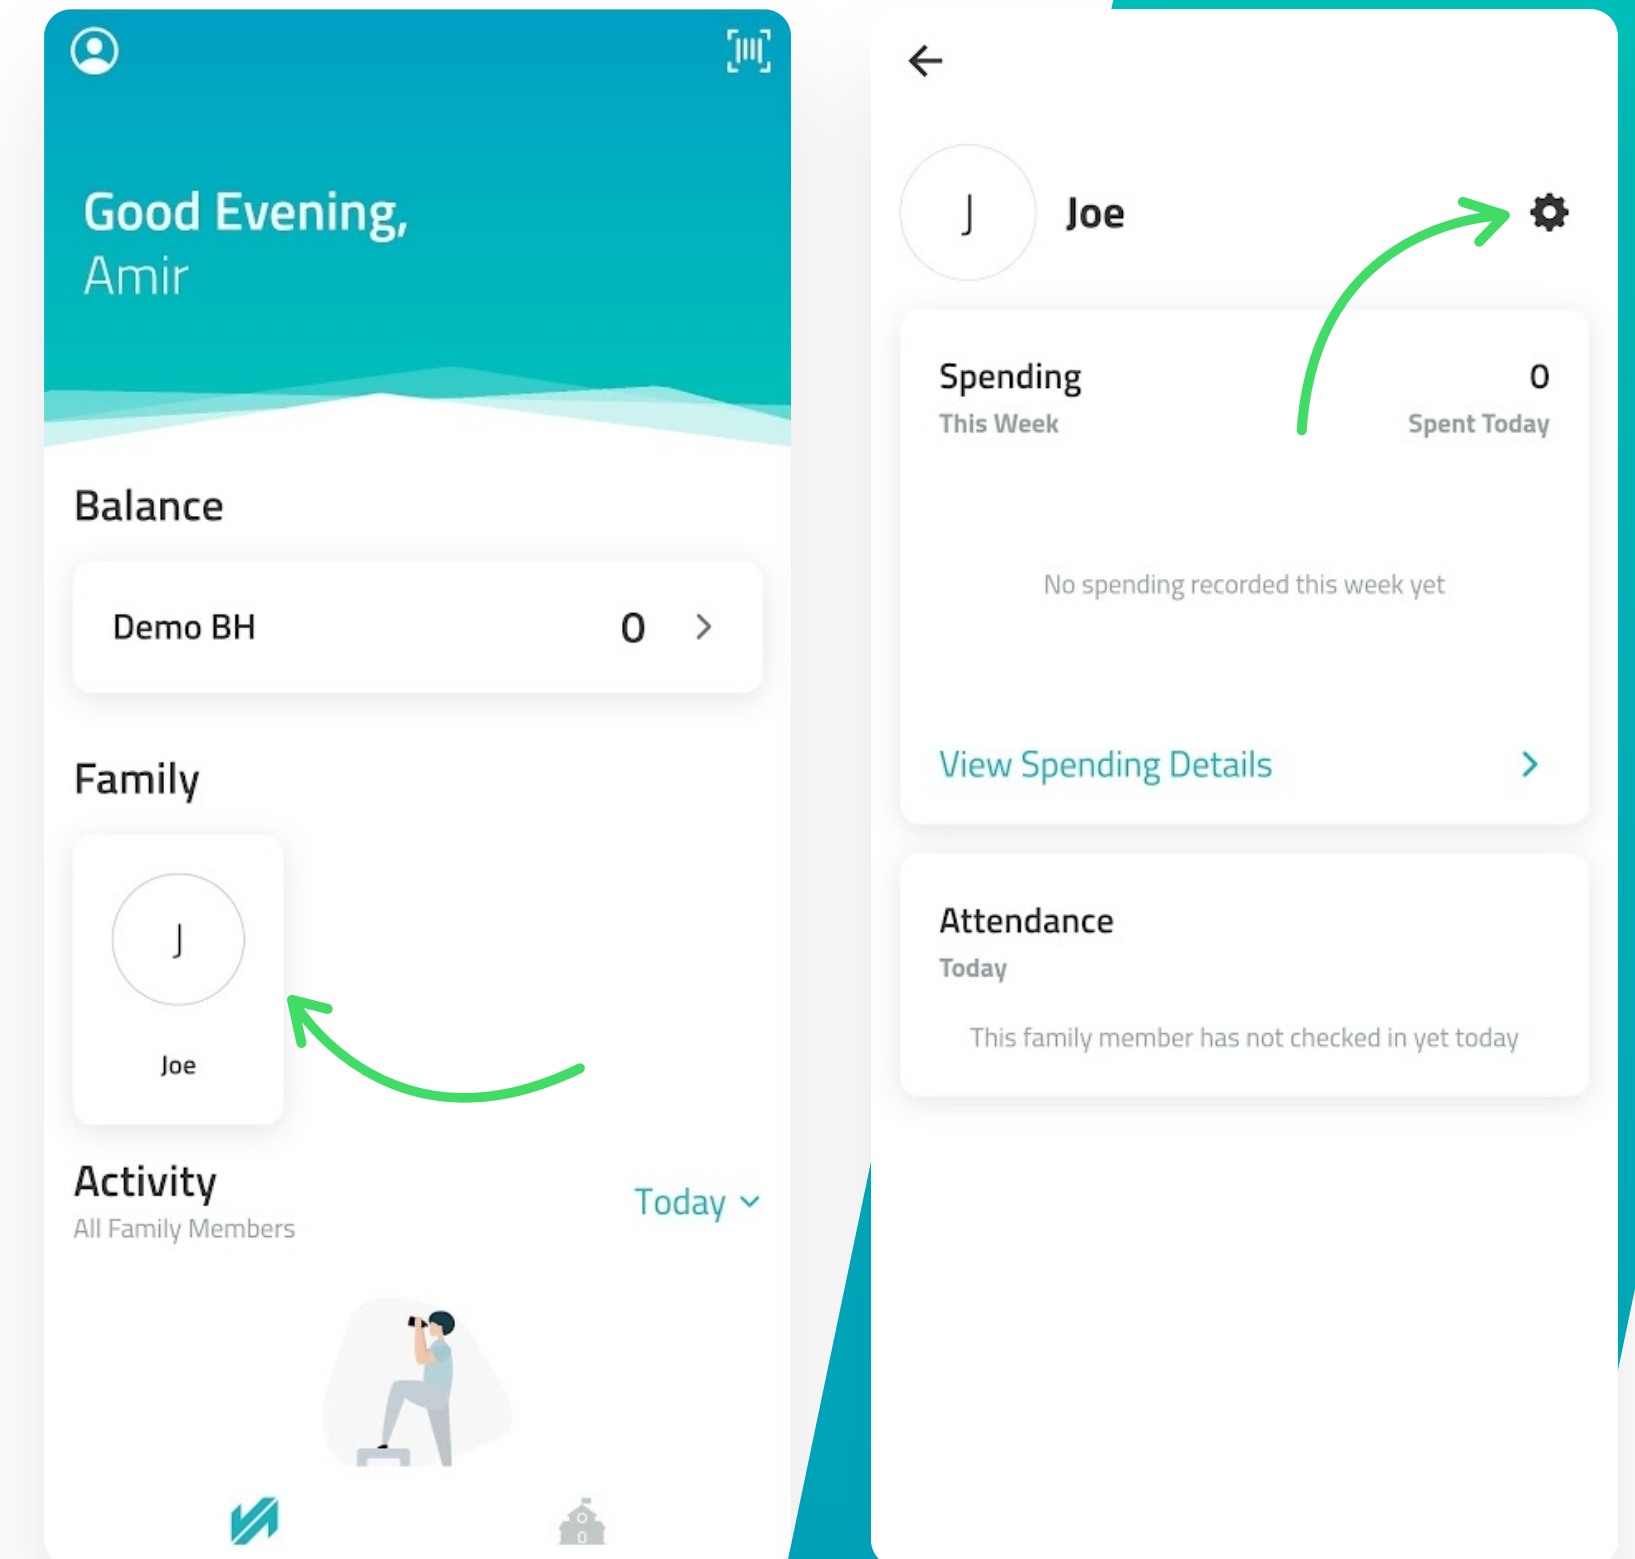 Good Evening,
Amir
Balance
Demo BH 0
Family
J
Joe
Activity
All Family Members
Today
J
Joe
Spending 0
This Week Spent Today
No spending recorded this week yet
View Spending Details
Attendance
Today
This family member has not checked in yet today